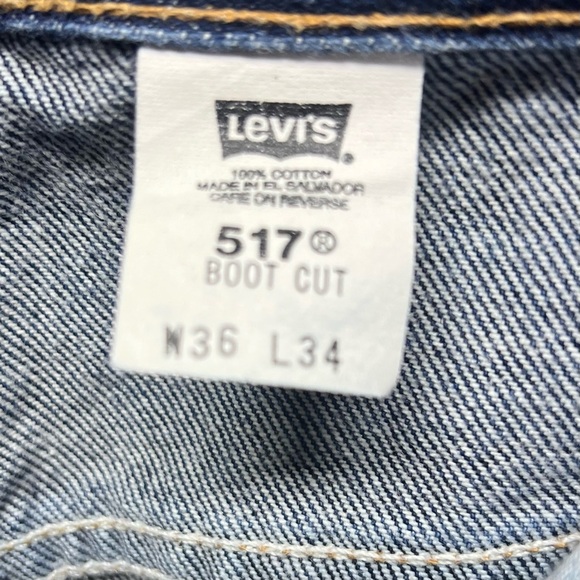 Levi's®
100% COTTON
MADE IN EL SALVADOR
CARE ON REVERSE
517®
BOOT CUT
W36 L34